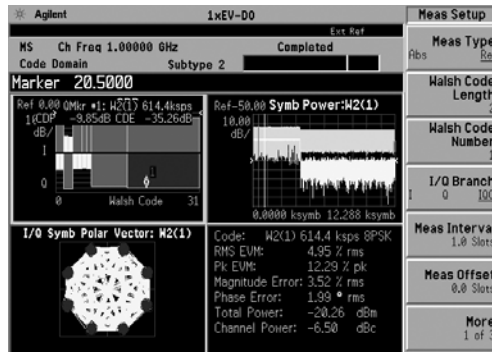 Agilent 1xEV-DO Meas Setup
Ext Ref
MS Ch Freq 1.00000 GHz Completed
Code Domain Subtype 2
Meas Type
Abs Re
Marker 20.5000
Walsh Code
Length
Ref 0.00 QMkr #1: W2(1) 614.4ksps
CDP -9.85dB CDE -35.26dB
dB/
I
Q
0 Walsh Code 31
1
Ref-50.00 Symb Power:W2(1)
10.00
dB/
0.0000 ksymb 12.288 ksymb
Walsh Code
Number
I/Q Branch
I Q
I/Q Symb Polar Vector: W2(1)
Code: W2(1) 614.4 ksps 8PSK
RMS EVM: 4.95 % rms
Pk EVM: 12.29 % pk
Magnitude Error: 3.52 % rms
Phase Error: 1.99 ° rms
Total Power: -20.26 dBm
Channel Power: -6.50 dBc
Meas Interva
1.0 Slots
Meas Offset
0.0 Slots
More
1 of